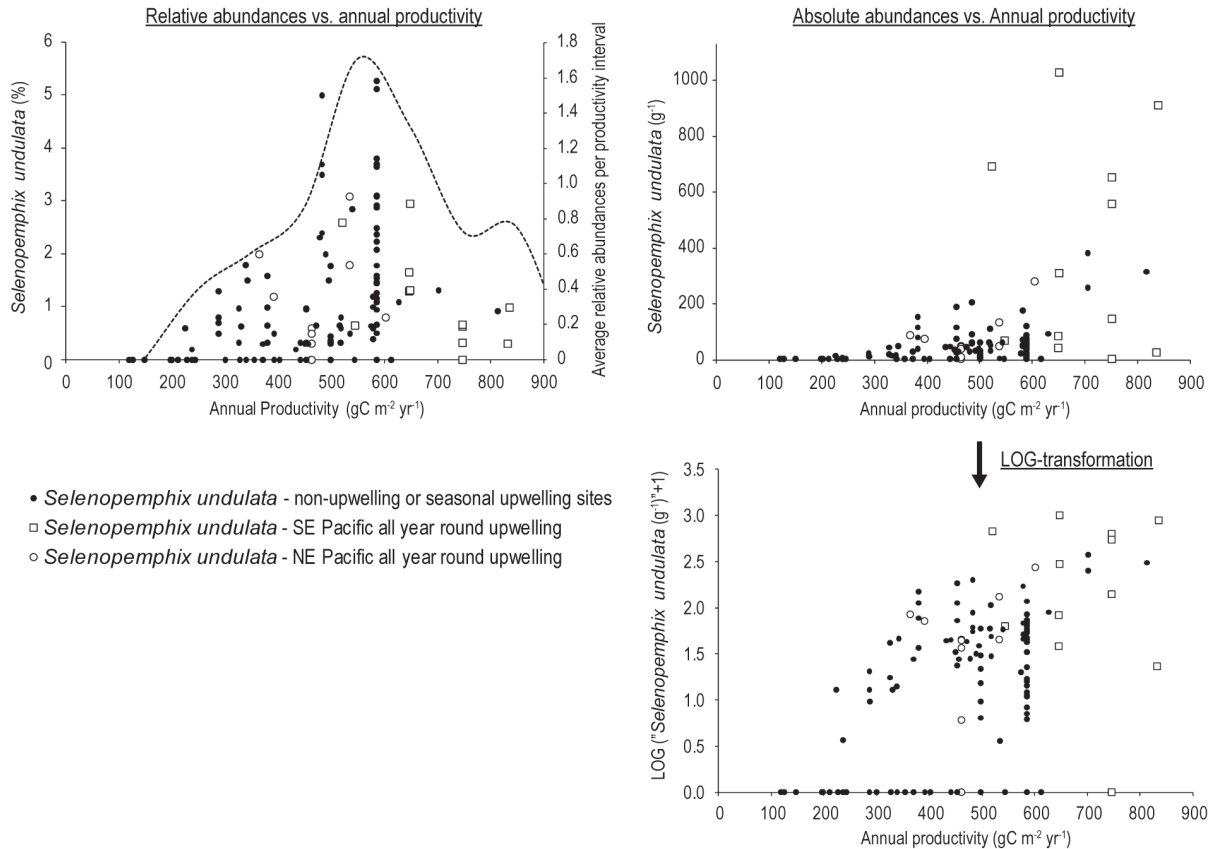 Relative abundances vs. annual productivity
6
5
4
3
2
1
0
Selenopemphix undulata (%)
1.8
1.6
1.4
1.2
1.0
0.8
0.6
0.4
0.2
0
Average relative abundances per productivity interval
0 100 200 300 400 500 600 700 800 900
Annual Productivity (gC m⁻² yr⁻¹)
Absolute abundances vs. Annual productivity
1000
800
600
400
200
0
Selenopemphix undulata (g⁻¹)
0 100 200 300 400 500 600 700 800 900
Annual productivity (gC m⁻² yr⁻¹)
LOG-transformation
Selenopemphix undulata - non-upwelling or seasonal upwelling sites
Selenopemphix undulata - SE Pacific all year round upwelling
Selenopemphix undulata - NE Pacific all year round upwelling
3.5
3.0
2.5
2.0
1.5
1.0
0.5
0.0
LOG ("Selenopemphix undulata (g⁻¹)"+1)
0 100 200 300 400 500 600 700 800 900
Annual productivity (gC m⁻² yr⁻¹)